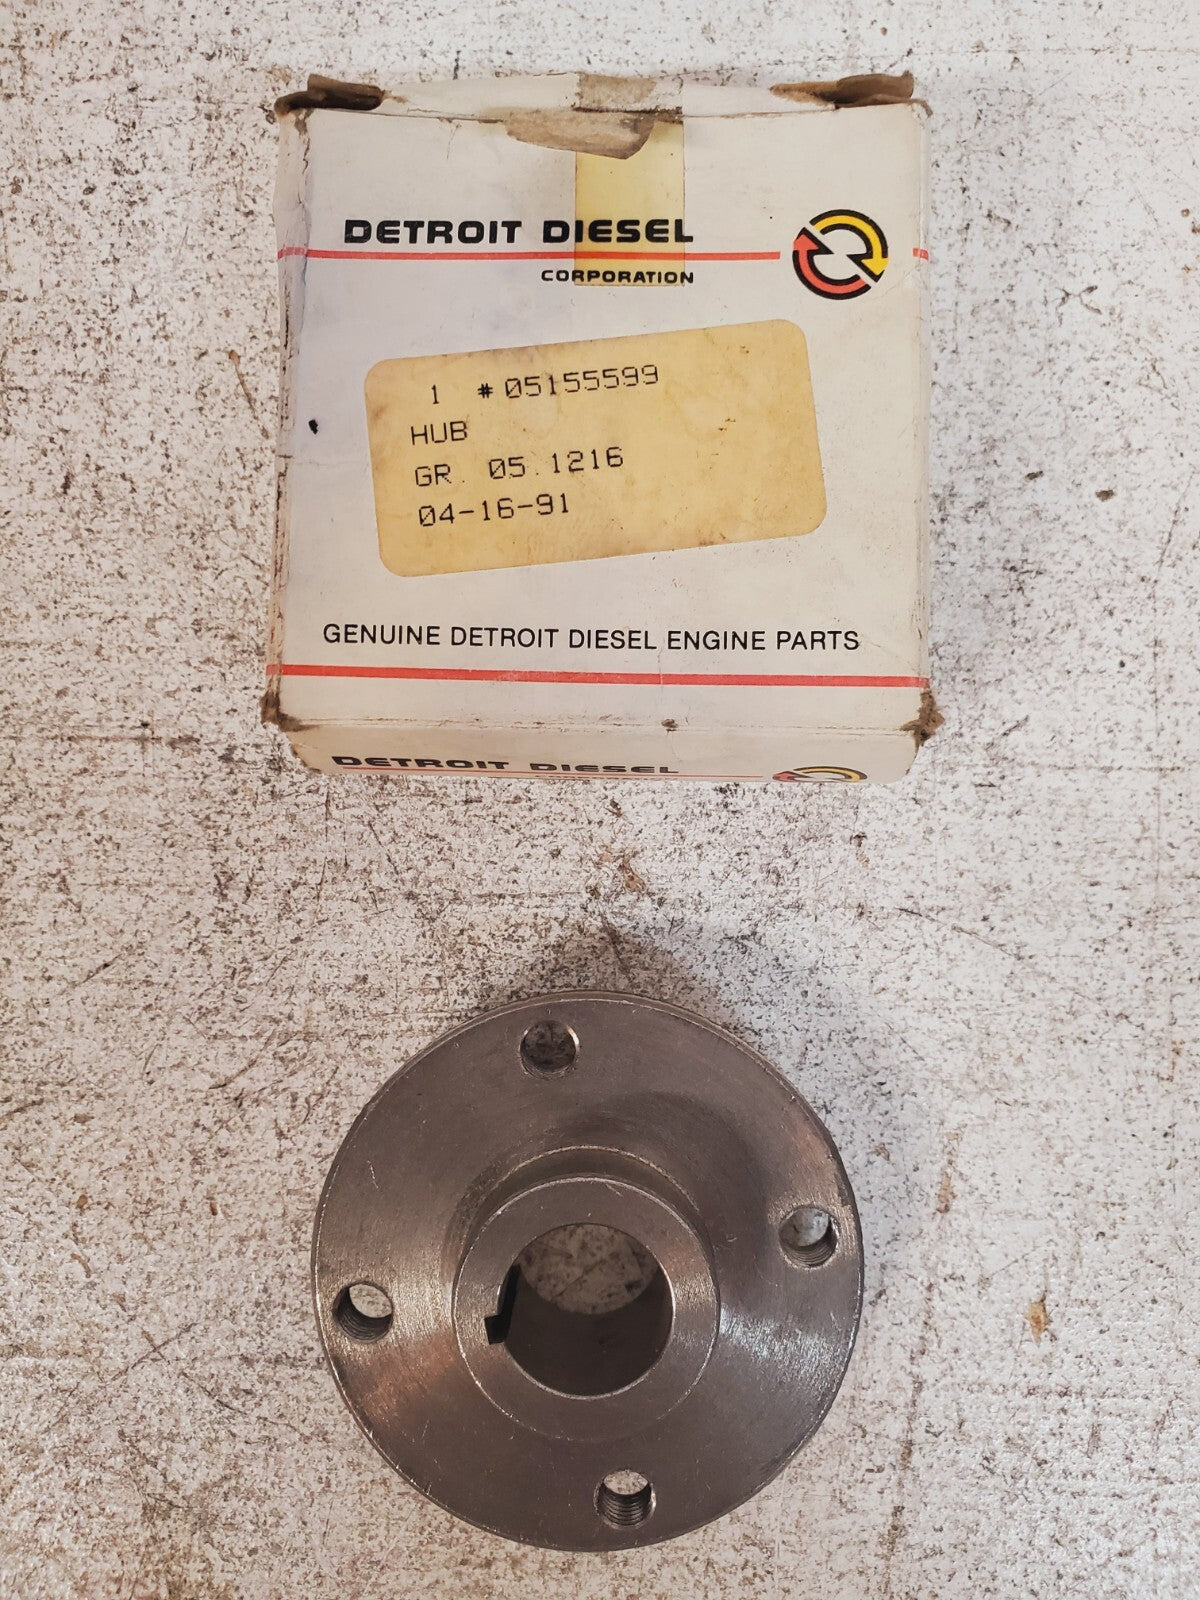 DETROIT DIESEL
CORPORATION
1 #05155599
HUB
GR. 05.1216
04-16-91
GENUINE DETROIT DIESEL ENGINE PARTS
DETROIT DIESEL